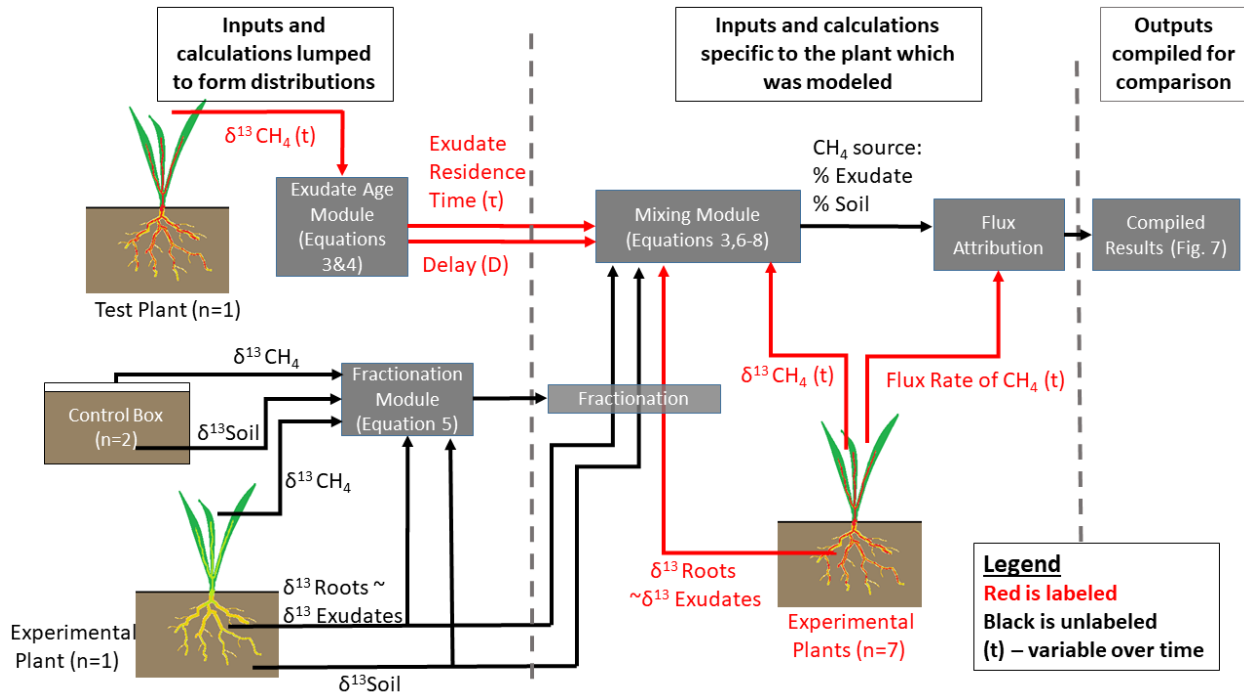 Inputs and
calculations lumped
to form distributions
Inputs and calculations
specific to the plant which
was modeled
Outputs
compiled for
comparison
δ¹³ CH₄ (t)
Exudate Age
Module
(Equations
3&4)
Exudate
Residence
Time (τ)
Delay (D)
Test Plant (n=1)
Mixing Module
(Equations 3,6-8)
CH₄ source:
% Exudate
% Soil
Flux
Attribution
Compiled
Results (Fig. 7)
δ¹³ CH₄
Control Box
(n=2)
δ¹³Soil
δ¹³ CH₄
Fractionation
Module
(Equation 5)
Fractionation
δ¹³ CH₄ (t)
Flux Rate of CH₄ (t)
δ¹³ Roots ~
δ¹³ Exudates
Experimental
Plant (n=1)
δ¹³Soil
δ¹³ Roots
~δ¹³ Exudates
Experimental
Plants (n=7)
Legend
Red is labeled
Black is unlabeled
(t) – variable over time